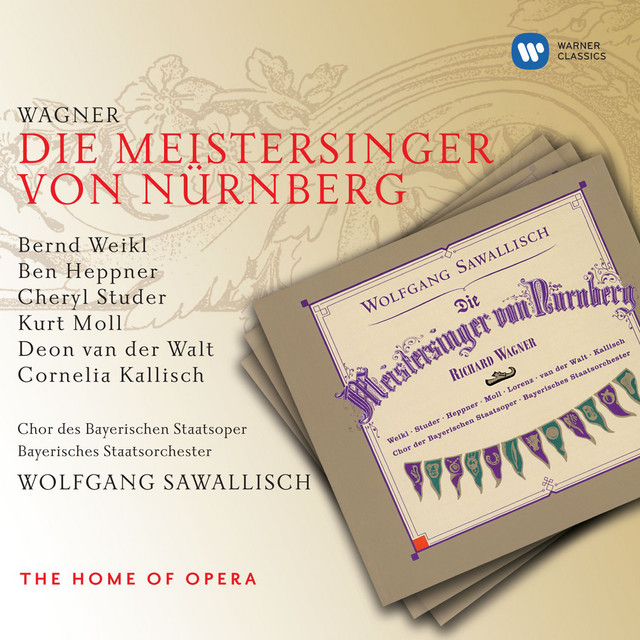 WARNER
CLASSICS
WAGNER
DIE MEISTERSINGER
VON NÜRNBERG
Bernd Weikl
Ben Heppner
Cheryl Studer
Kurt Moll
Deon van der Walt
Cornelia Kallisch
Chor des Bayerischen Staatsoper
Bayerisches Staatsorchester
WOLFGANG SAWALLISCH
THE HOME OF OPERA
WOLFGANG SAWALLISCH
Die
Meistersinger von Nürnberg
RICHARD WAGNER
Weikl · Studer · Heppner · Moll · Lorenz · van der Walt · Kallisch
Chor der Bayerischen Staatsoper · Bayerisches Staatsorchester